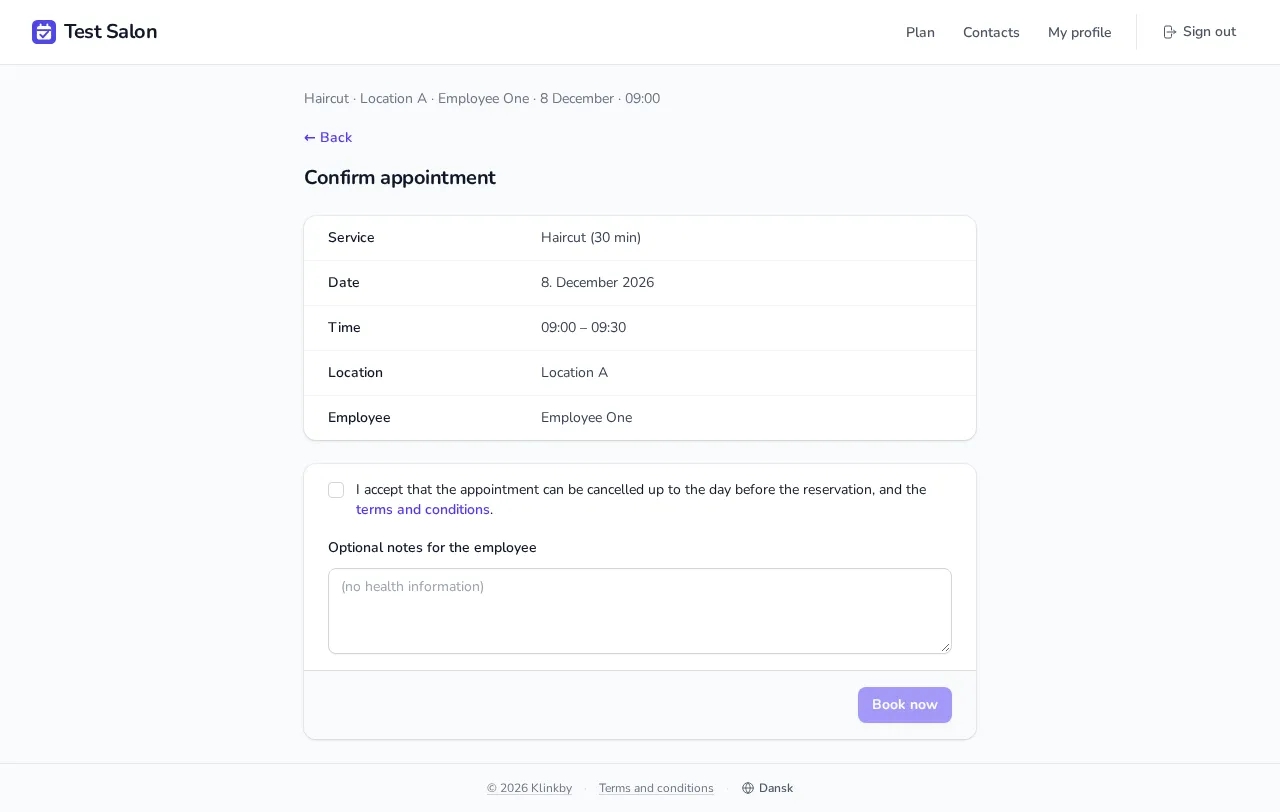 Test Salon
Plan
Contacts
My profile
Sign out
Haircut · Location A · Employee One · 8 December · 09:00
← Back
Confirm appointment
Service
Haircut (30 min)
Date
8. December 2026
Time
09:00 – 09:30
Location
Location A
Employee
Employee One
I accept that the appointment can be cancelled up to the day before the reservation, and the
terms and conditions.
Optional notes for the employee
(no health information)
Book now
© 2026 Klinkby · Terms and conditions · Dansk